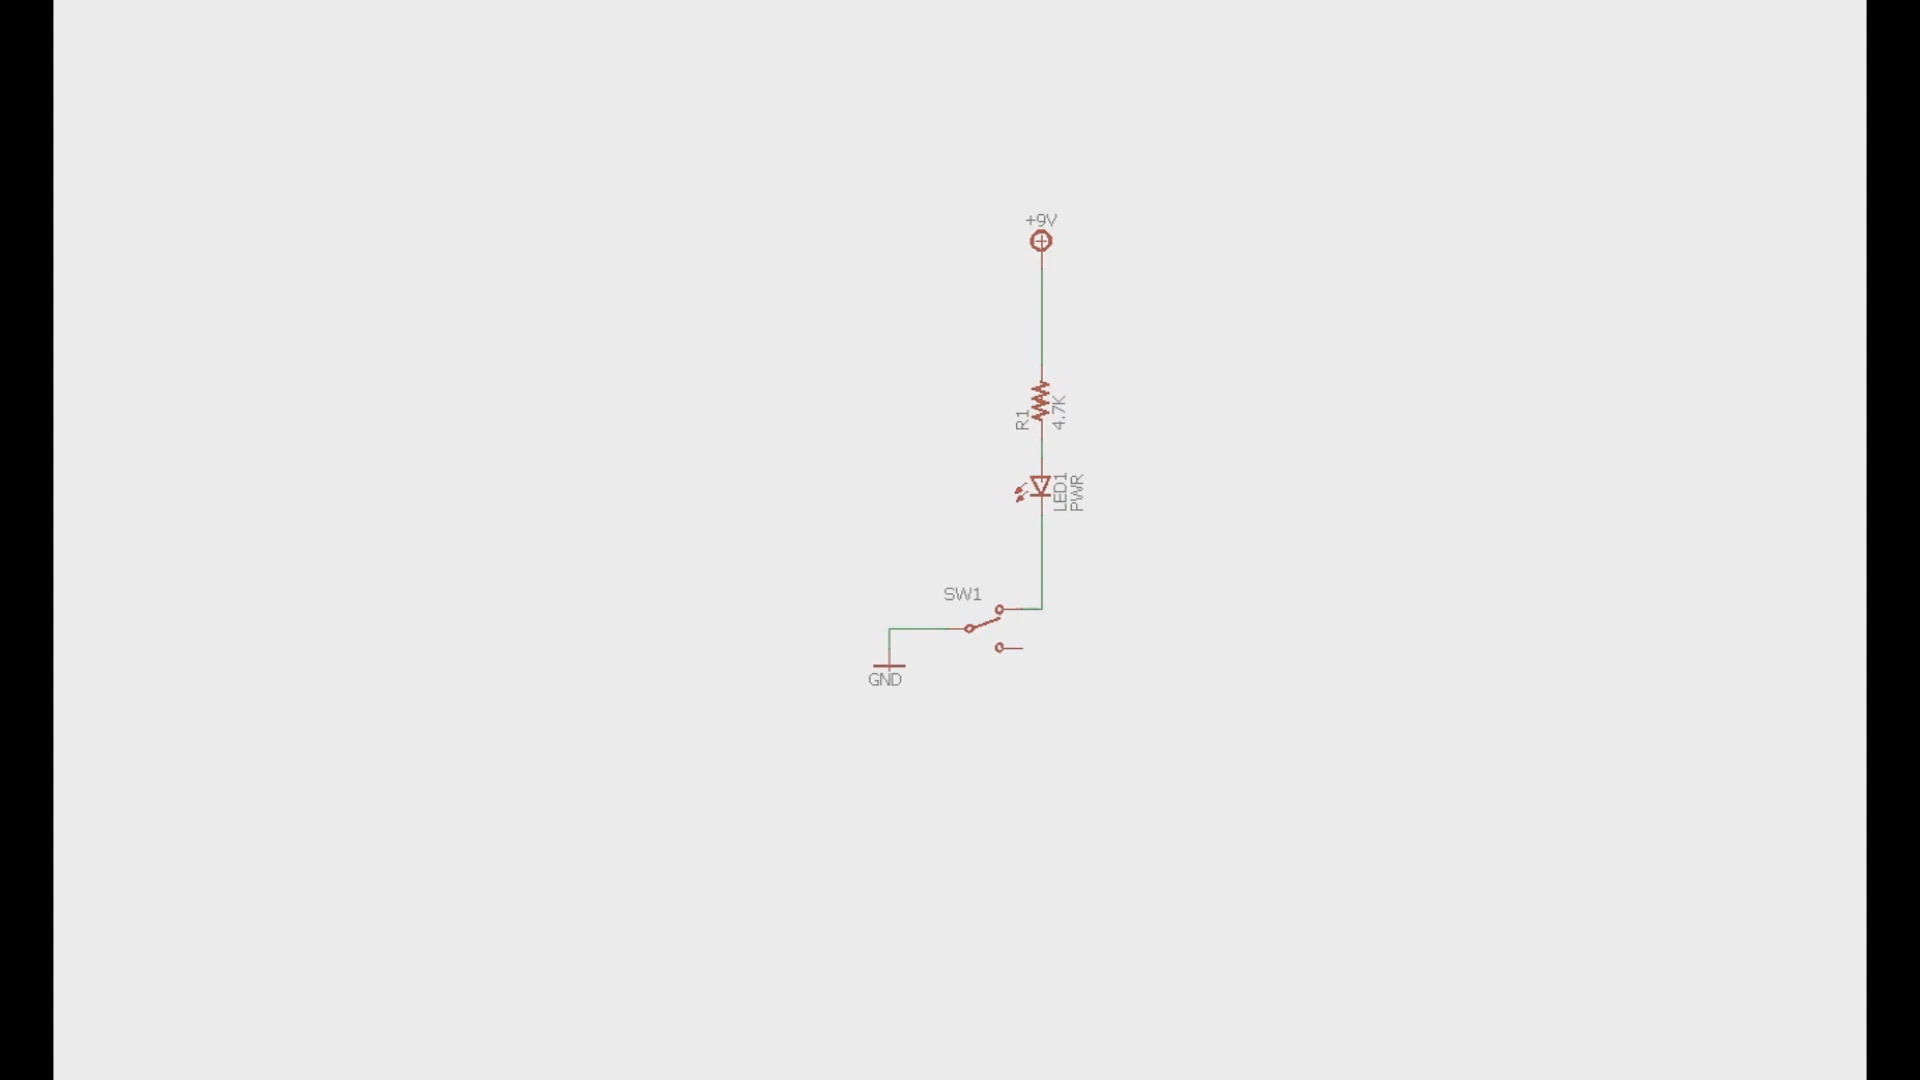 +9V
R1
4.7K
LED1
PWR
SW1
GND